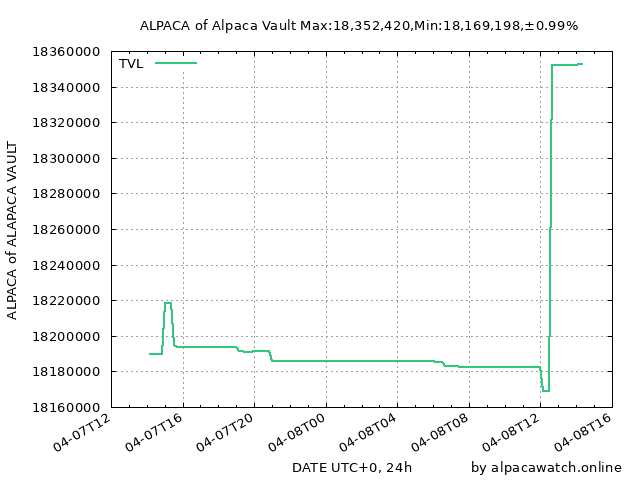 ALPACA of Alpaca Vault Max:18,352,420,Min:18,169,198,±0.99%
TVL
18360000
18340000
18320000
18300000
18280000
18260000
18240000
18220000
18200000
18180000
18160000
ALPACA of ALAPACA VAULT
04-07T12
04-07T16
04-07T20
04-08T00
04-08T04
04-08T08
04-08T12
04-08T16
DATE UTC+0, 24h
by alpacawatch.online